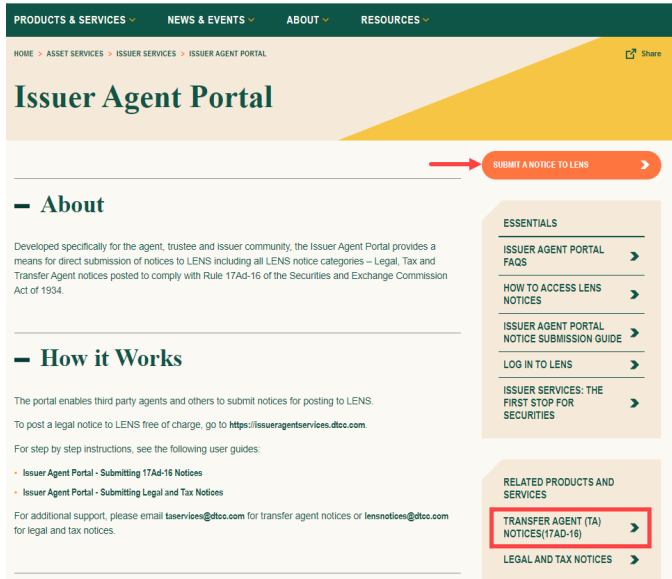 PRODUCTS & SERVICES NEWS & EVENTS ABOUT RESOURCES
HOME > ASSET SERVICES > ISSUER SERVICES > ISSUER AGENT PORTAL
Share
Issuer Agent Portal
SUBMIT A NOTICE TO LENS
About
Developed specifically for the agent, trustee and issuer community, the Issuer Agent Portal provides a
means for direct submission of notices to LENS including all LENS notice categories – Legal, Tax and
Transfer Agent notices posted to comply with Rule 17Ad-16 of the Securities and Exchange Commission
Act of 1934.
How it Works
The portal enables third party agents and others to submit notices for posting to LENS.
To post a legal notice to LENS free of charge, go to https://issueragentservices.dtcc.com.
For step by step instructions, see the following user guides:
• Issuer Agent Portal - Submitting 17Ad-16 Notices
• Issuer Agent Portal - Submitting Legal and Tax Notices
For additional support, please email taservices@dtcc.com for transfer agent notices or lensnotices@dtcc.com
for legal and tax notices.
ESSENTIALS
ISSUER AGENT PORTAL
FAQS
HOW TO ACCESS LENS
NOTICES
ISSUER AGENT PORTAL
NOTICE SUBMISSION GUIDE
LOG IN TO LENS
ISSUER SERVICES: THE
FIRST STOP FOR
SECURITIES
RELATED PRODUCTS AND
SERVICES
TRANSFER AGENT (TA)
NOTICES(17AD-16)
LEGAL AND TAX NOTICES